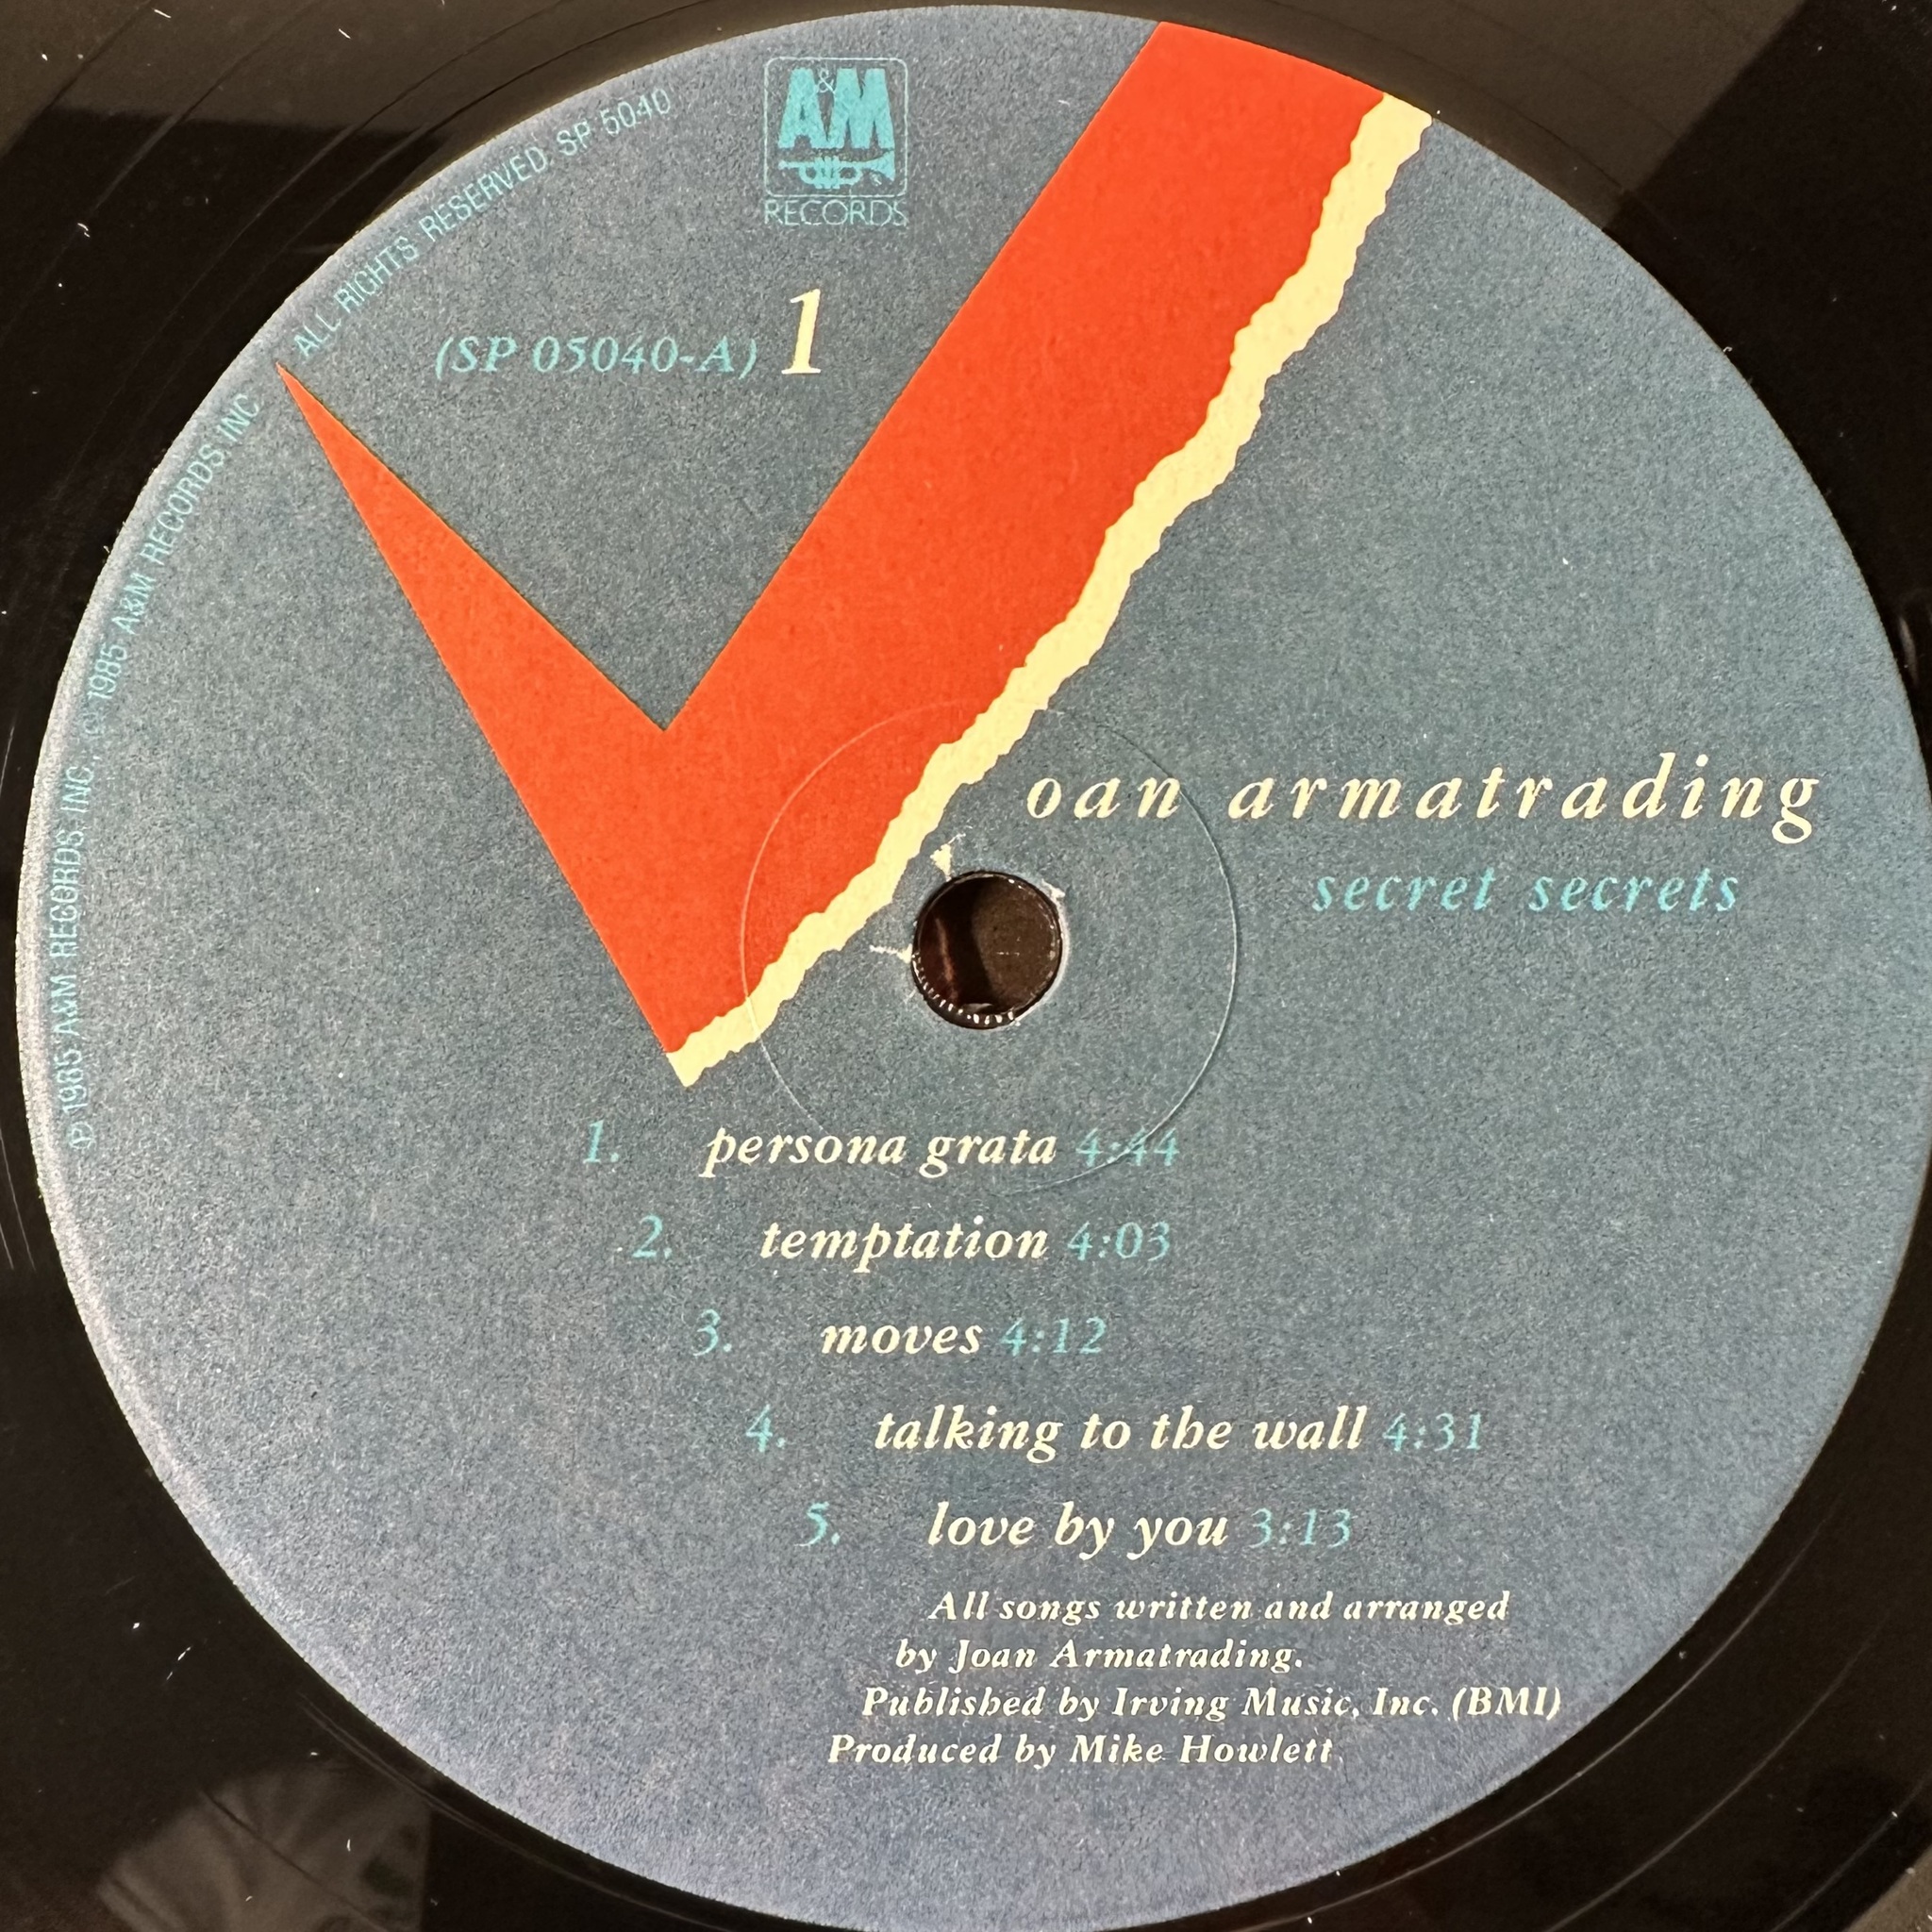 A&M
RECORDS
℗ 1985 A&M RECORDS, INC. © 1985 A&M RECORDS, INC ALL RIGHTS RESERVED. SP 5040
(SP 05040-A) 1
oan armatrading
secret secrets
1. persona grata 4:44
2. temptation 4:03
3. moves 4:12
4. talking to the wall 4:31
5. love by you 3:13
All songs written and arranged
by Joan Armatrading.
Published by Irving Music, Inc. (BMI)
Produced by Mike Howlett